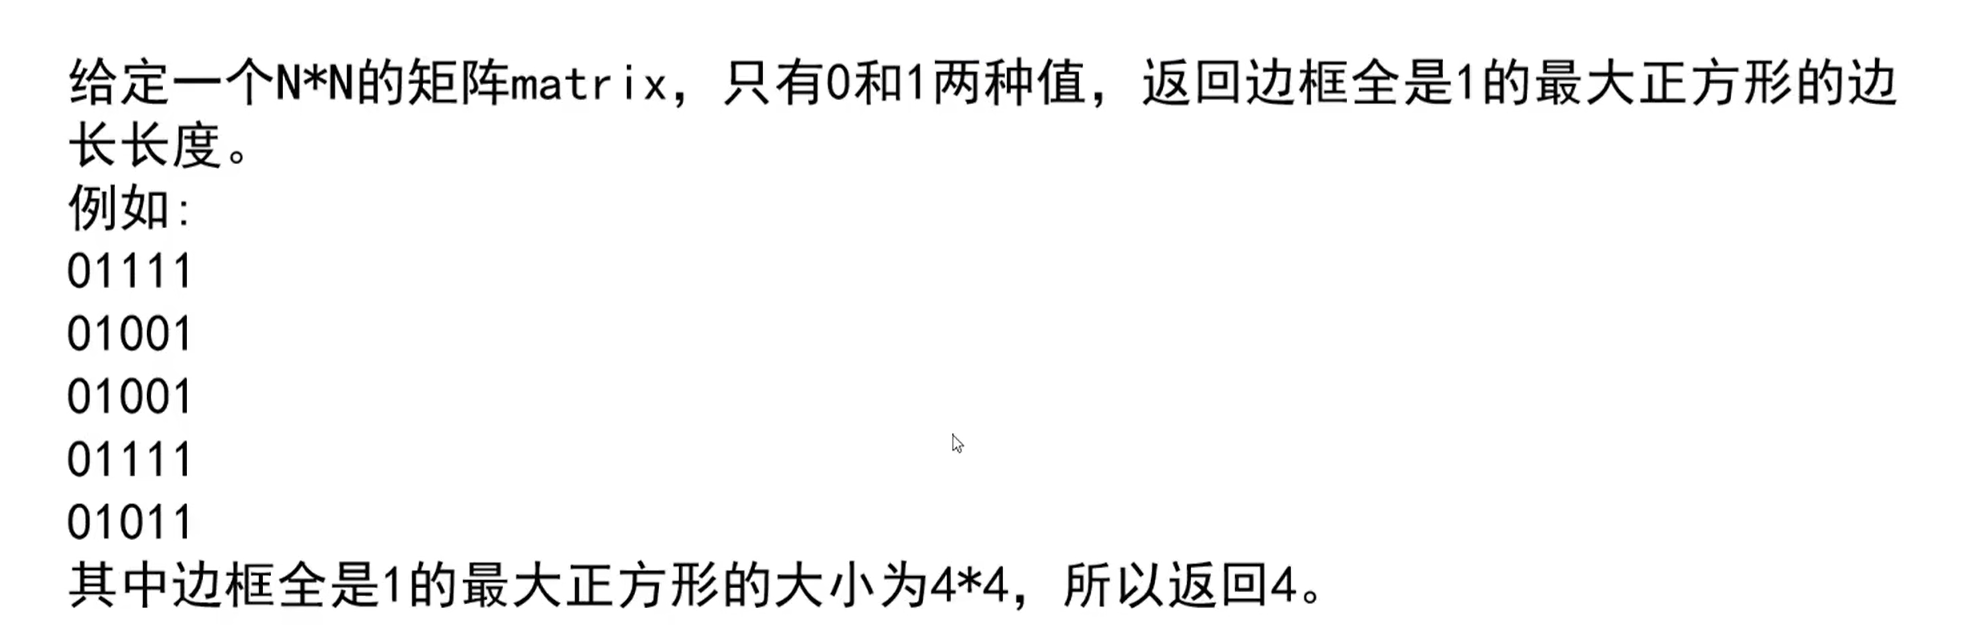 给定一个N*N的矩阵matrix，只有0和1两种值，返回边框全是1的最大正方形的边
长长度。
例如:
01111
01001
01001
01111
01011
其中边框全是1的最大正方形的大小为4*4，所以返回4。